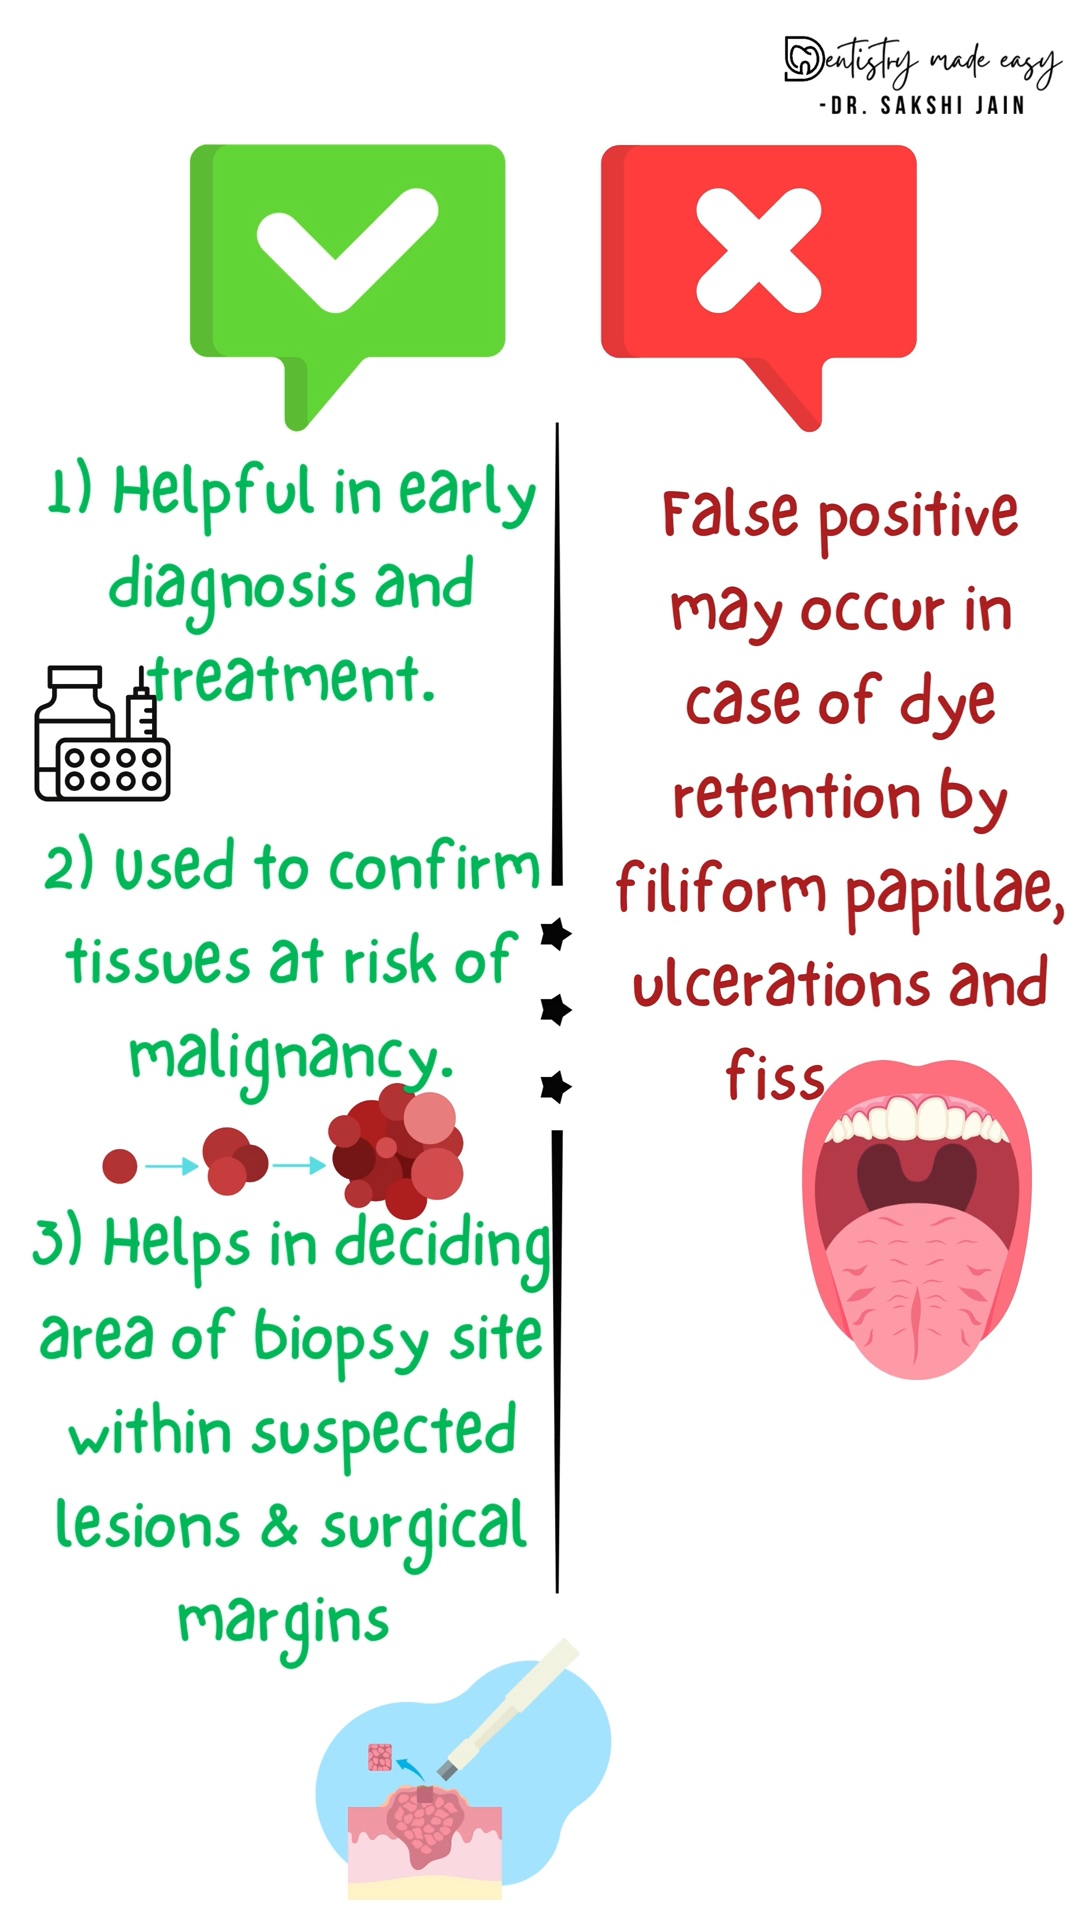 Dentistry made easy
-DR. SAKSHI JAIN
1) Helpful in early
diagnosis and
treatment.
2) used to confirm
tissues at risk of
malignancy.
3) Helps in deciding
area of biopsy site
within suspected
lesions & surgical
margins
False positive
may occur in
case of dye
retention by
filiform papillae,
ulcerations and